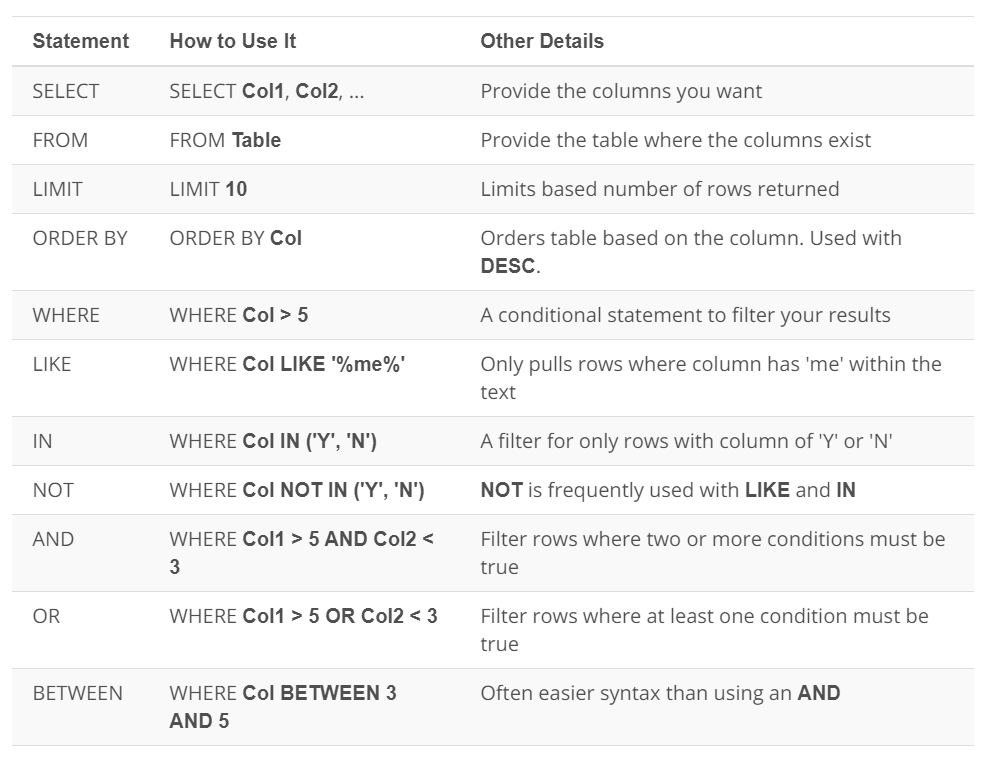 Statement How to Use It Other Details
SELECT SELECT Col1, Col2, ... Provide the columns you want
FROM FROM Table Provide the table where the columns exist
LIMIT LIMIT 10 Limits based number of rows returned
ORDER BY ORDER BY Col Orders table based on the column. Used with
DESC.
WHERE WHERE Col > 5 A conditional statement to filter your results
LIKE WHERE Col LIKE '%me%' Only pulls rows where column has 'me' within the
text
IN WHERE Col IN ('Y', 'N') A filter for only rows with column of 'Y' or 'N'
NOT WHERE Col NOT IN ('Y', 'N') NOT is frequently used with LIKE and IN
AND WHERE Col1 > 5 AND Col2 < Filter rows where two or more conditions must be
3 true
OR WHERE Col1 > 5 OR Col2 < 3 Filter rows where at least one condition must be
true
BETWEEN WHERE Col BETWEEN 3 Often easier syntax than using an AND
AND 5